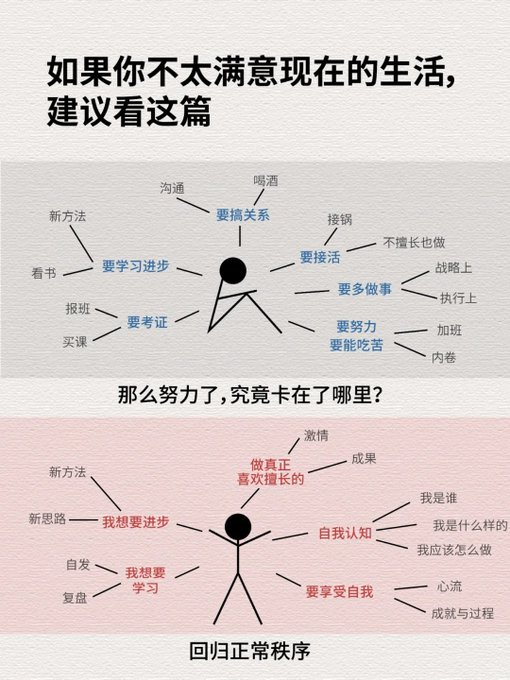 如果你不太满意现在的生活,
建议看这篇
沟通
喝酒
要搞关系
新方法
看书
要学习进步
报班
买课
要考证
接锅
不擅长也做
要接活
战略上
执行上
要多做事
要努力
要能吃苦
加班
内卷
那么努力了,究竟卡在了哪里?
激情
成果
做真正
喜欢擅长的
新方法
新思路
我想要进步
自发
复盘
我想要
学习
我是谁
我是什么样的
我应该怎么做
自我认知
要享受自我
心流
成就与过程
回归正常秩序